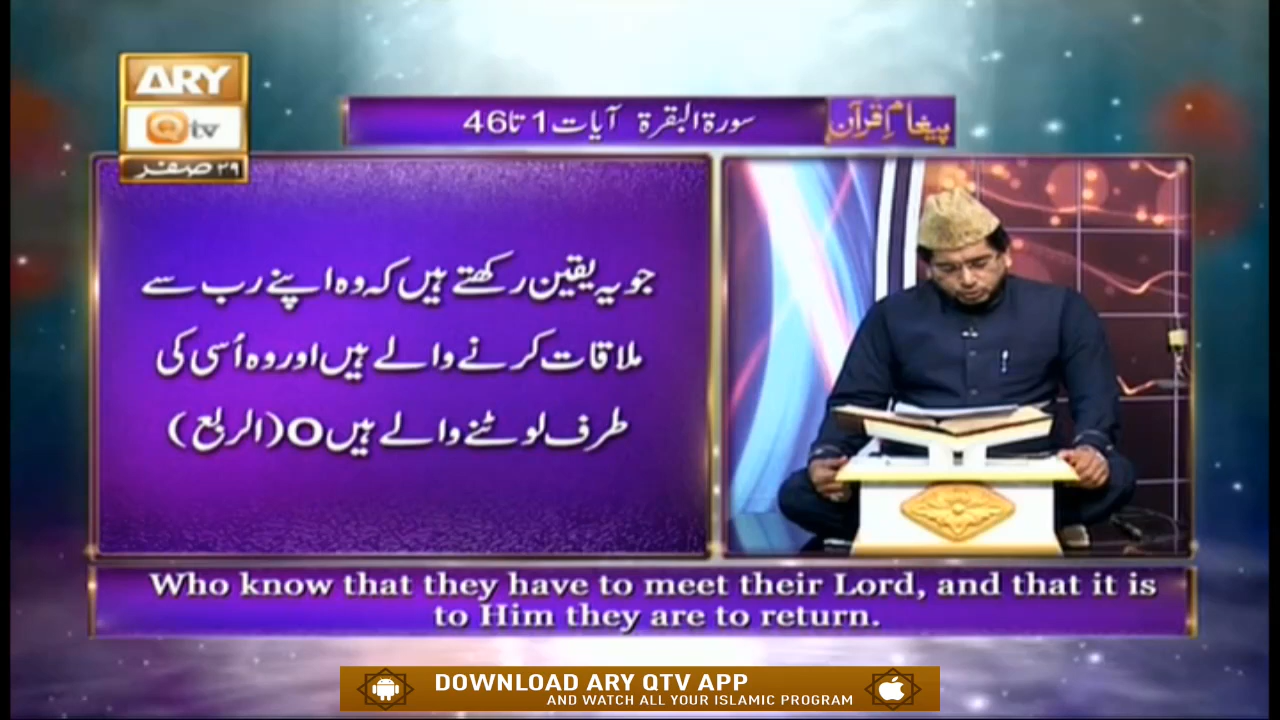 ARY
Qtv
۲۹ صفر
پیغامِ قرآن
سورۃ البقرۃ آیات 1 تا 46
جو یہ یقین رکھتے ہیں کہ وہ اپنے رب سے
ملاقات کرنے والے ہیں اور وہ اُسی کی
طرف لوٹنے والے ہیں O (الربع)
Who know that they have to meet their Lord, and that it is
to Him they are to return.
DOWNLOAD ARY QTV APP
AND WATCH ALL YOUR ISLAMIC PROGRAM